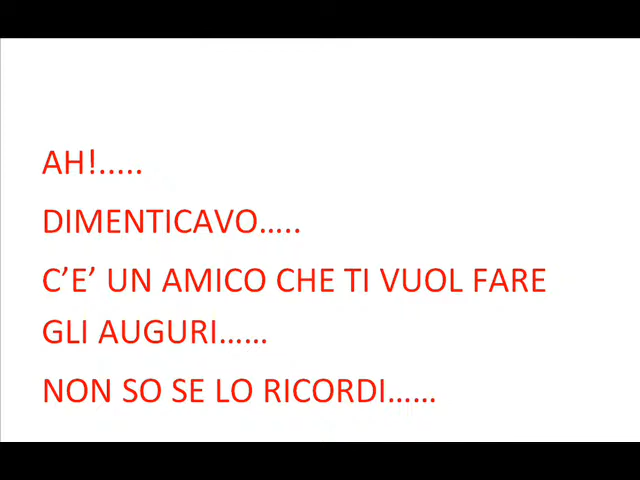 AH!.....
DIMENTICAVO.....
C’E’ UN AMICO CHE TI VUOL FARE
GLI AUGURI......
NON SO SE LO RICORDI......